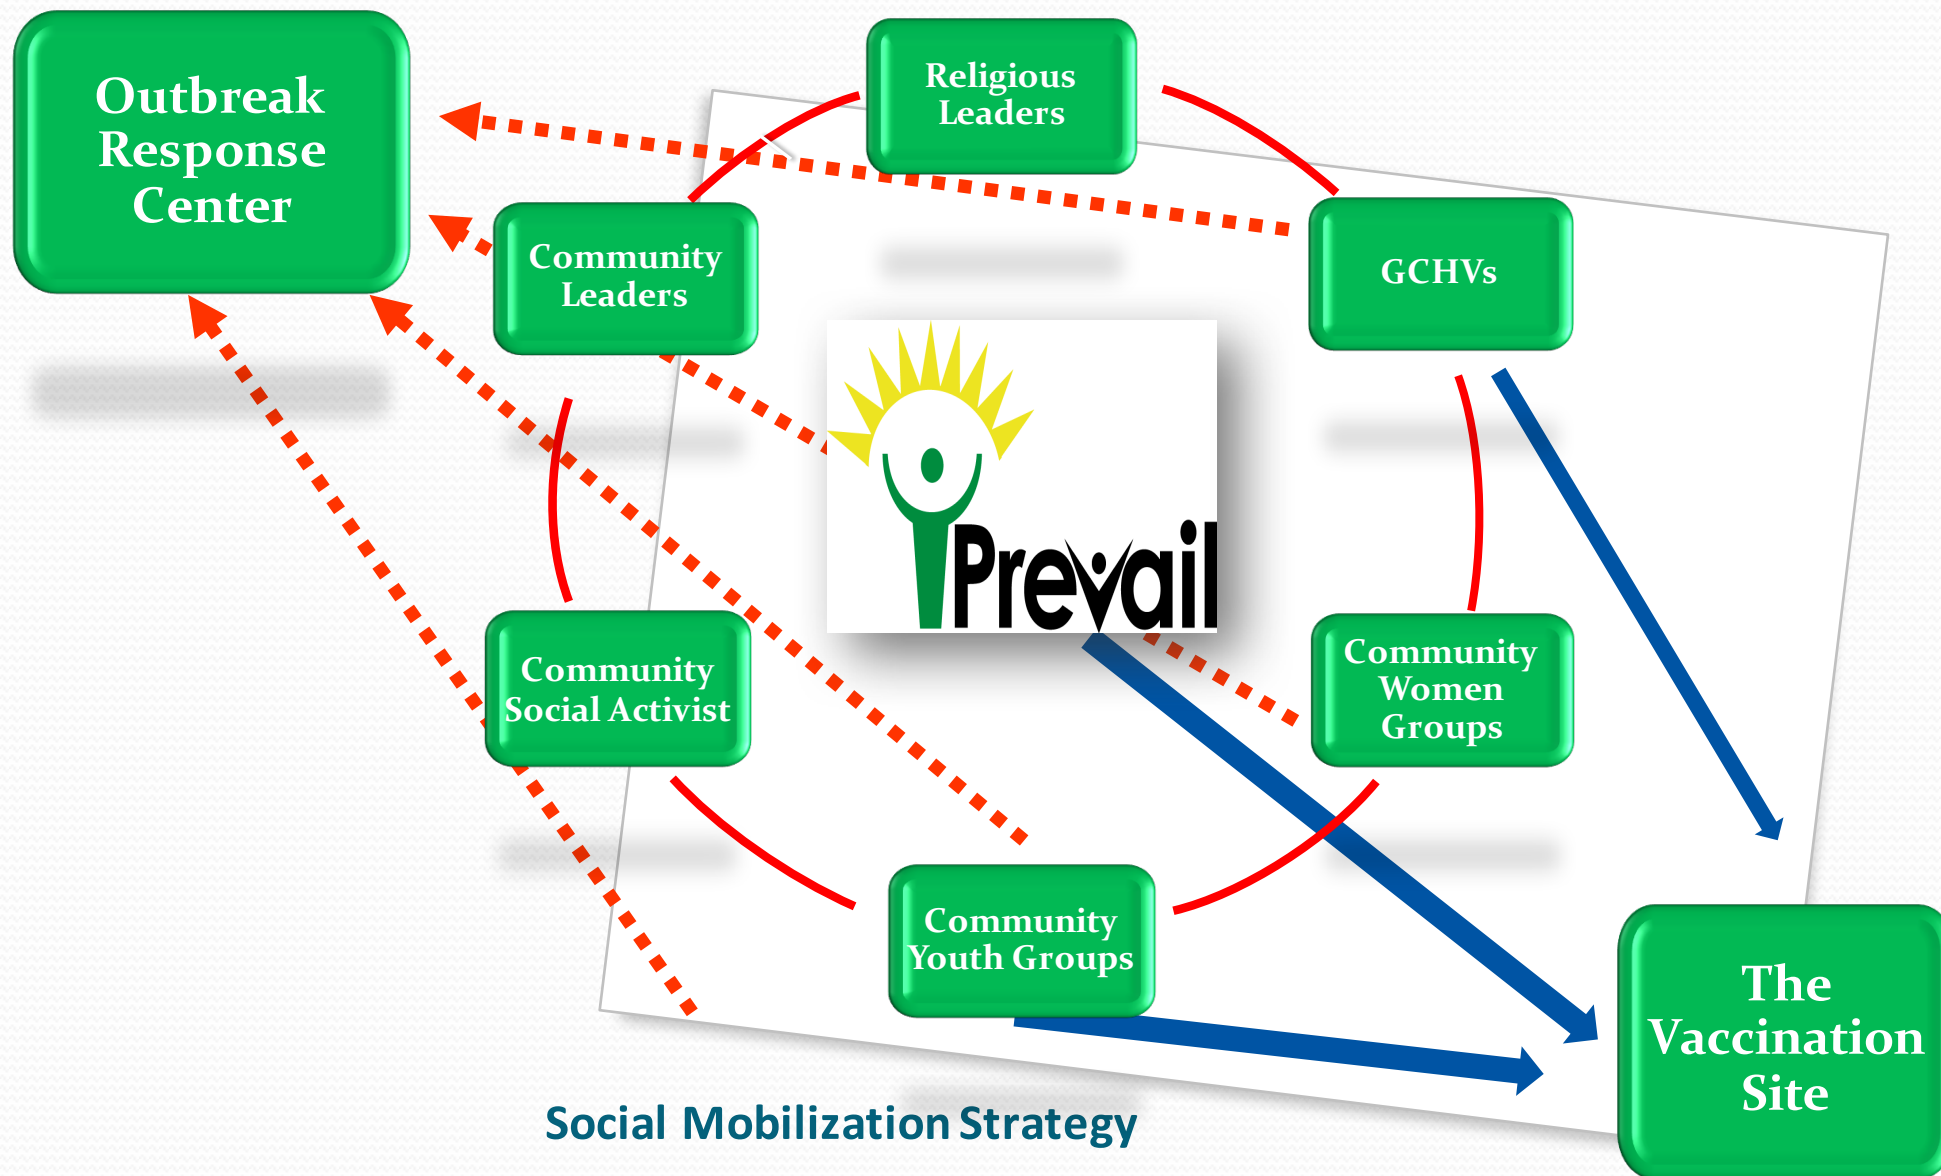 Outbreak
Response
Center
Religious
Leaders
Community
Leaders
GCHVs
Prevail
Community
Social Activist
Community
Women
Groups
Community
Youth Groups
The
Vaccination
Site
Social Mobilization Strategy